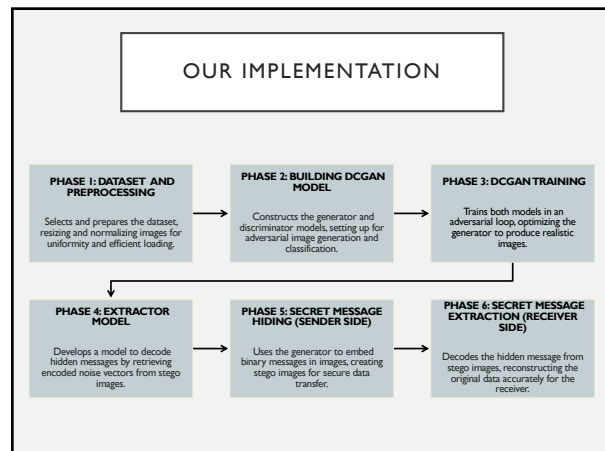 OUR IMPLEMENTATION
PHASE 1: DATASET AND
PREPROCESSING
Selects and prepares the dataset,
resizing and normalizing images for
uniformity and efficient loading.
PHASE 2: BUILDING DCGAN
MODEL
Constructs the generator and
discriminator models, setting up for
adversarial image generation and
classification.
PHASE 3: DCGAN TRAINING
Trains both models in an
adversarial loop, optimizing the
generator to produce realistic
images.
PHASE 4: EXTRACTOR
MODEL
Develops a model to decode
hidden messages by retrieving
encoded noise vectors from stego
images.
PHASE 5: SECRET MESSAGE
HIDING (SENDER SIDE)
Uses the generator to embed
binary messages in images, creating
stego images for secure data
transfer.
PHASE 6: SECRET MESSAGE
EXTRACTION (RECEIVER
SIDE)
Decodes the hidden message from
stego images, reconstructing the
original data accurately for the
receiver.